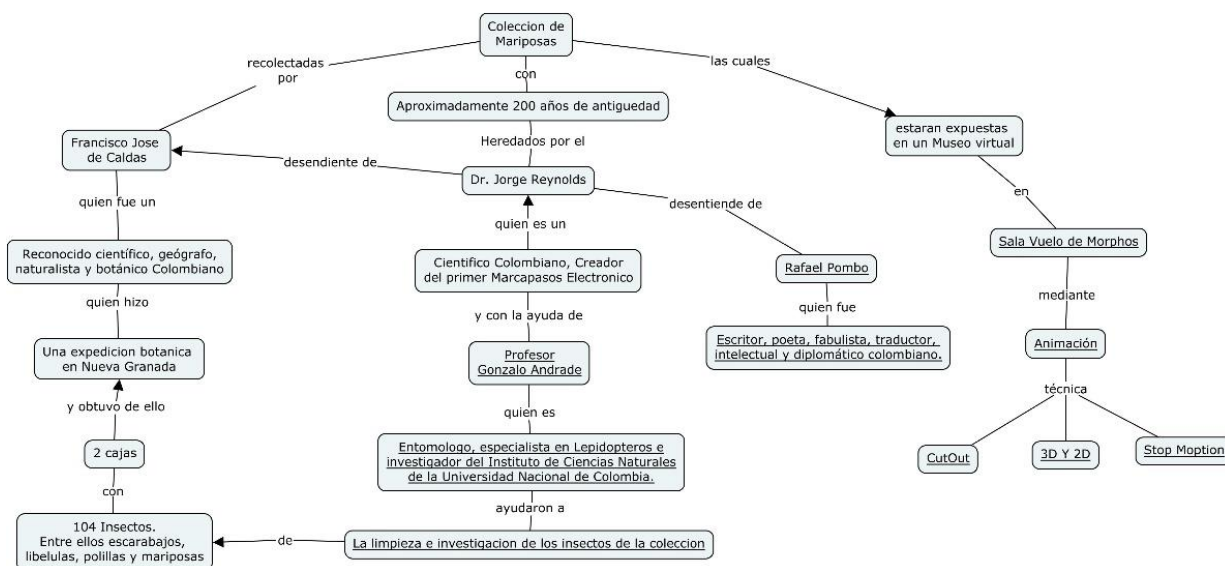 Coleccion de
Mariposas
recolectadas
por
con
las cuales
Aproximadamente 200 años de antiguedad
estaran expuestas
en un Museo virtual
Francisco Jose
de Caldas
Heredados por el
desendiente de
Dr. Jorge Reynolds
en
quien fue un
quien es un
desentiende de
Sala Vuelo de Morphos
Reconocido científico, geógrafo,
naturalista y botánico Colombiano
Cientifico Colombiano, Creador
del primer Marcapasos Electronico
Rafael Pombo
mediante
quien hizo
y con la ayuda de
quien fue
Animación
Una expedicion botanica
en Nueva Granada
Profesor
Gonzalo Andrade
Escritor, poeta, fabulista, traductor,
intelectual y diplomático colombiano.
técnica
y obtuvo de ello
quien es
2 cajas
Entomologo, especialista en Lepidopteros e
investigador del Instituto de Ciencias Naturales
de la Universidad Nacional de Colombia.
CutOut
3D Y 2D
Stop Moption
con
ayudaron a
104 Insectos.
Entre ellos escarabajos,
libelulas, polillas y mariposas
de
La limpieza e investigacion de los insectos de la coleccion